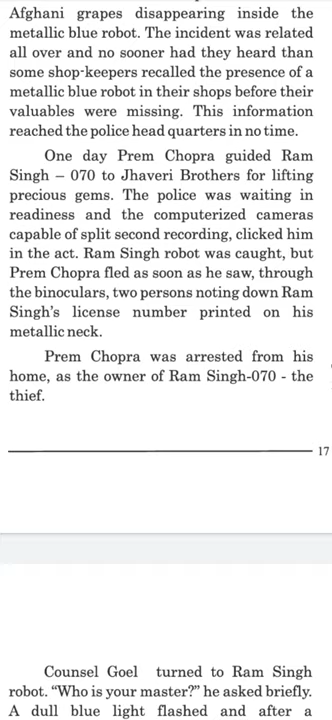 Afghani grapes disappearing inside the
metallic blue robot. The incident was related
all over and no sooner had they heard than
some shop-keepers recalled the presence of a
metallic blue robot in their shops before their
valuables were missing. This information
reached the police head quarters in no time.
One day Prem Chopra guided Ram
Singh – 070 to Jhaveri Brothers for lifting
precious gems. The police was waiting in
readiness and the computerized cameras
capable of split second recording, clicked him
in the act. Ram Singh robot was caught, but
Prem Chopra fled as soon as he saw, through
the binoculars, two persons noting down Ram
Singh's license number printed on his
metallic neck.
Prem Chopra was arrested from his
home, as the owner of Ram Singh-070 - the
thief.
17
Counsel Goel turned to Ram Singh
robot. “Who is your master?” he asked briefly.
A dull blue light flashed and after a